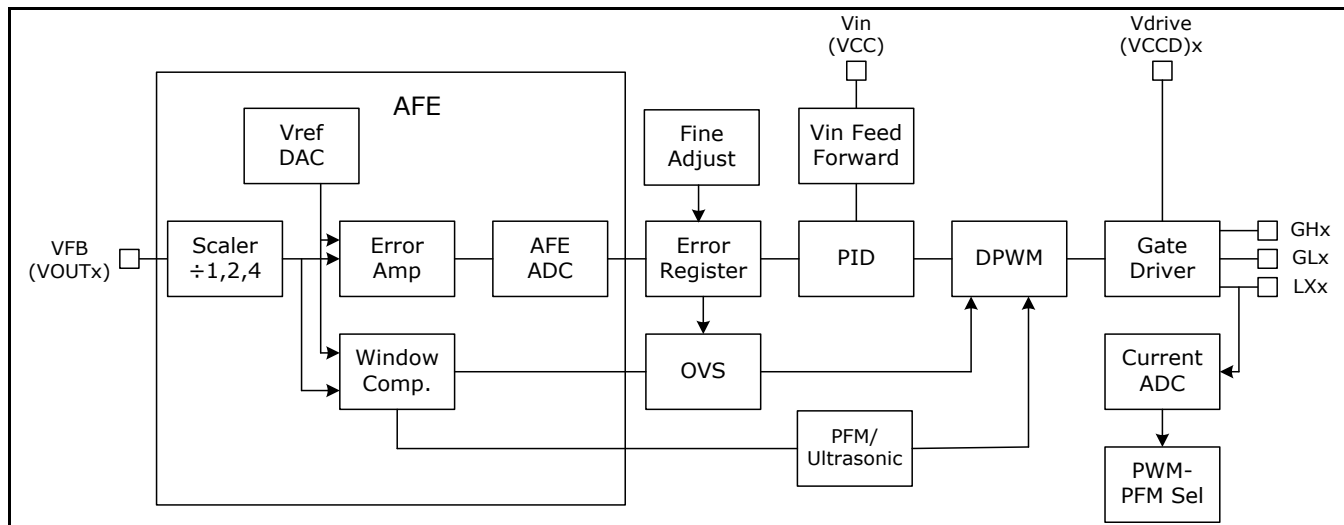 Vin
(VCC)
Vdrive
(VCCD)x
AFE
Vref
DAC
Fine
Adjust
Vin Feed
Forward
VFB
(VOUTx)
Scaler
÷1,2,4
Error
Amp
AFE
ADC
Error
Register
PID
DPWM
Gate
Driver
GHx
GLx
LXx
Window
Comp.
OVS
Current
ADC
PFM/
Ultrasonic
PWM-
PFM Sel